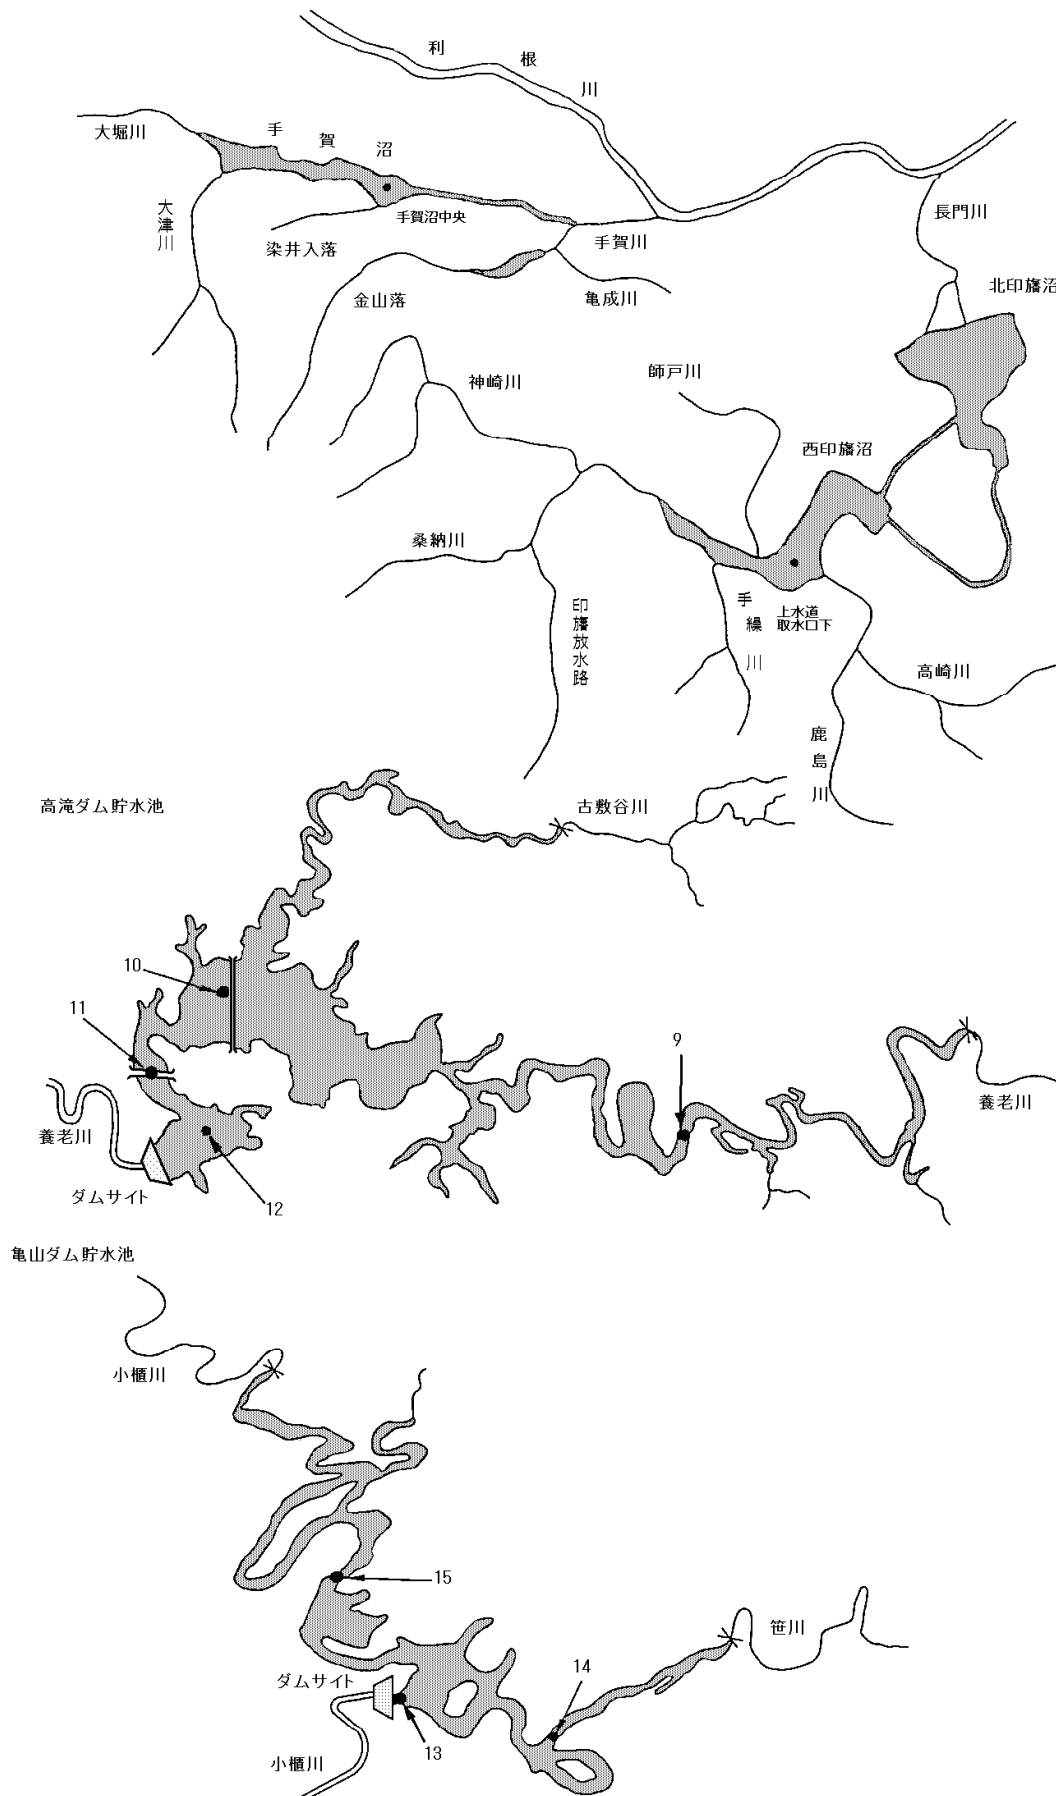 利根川
大堀川
手賀沼
大津川
手賀沼中央
染井入落
手賀川
長門川
金山落
亀成川
北印旛沼
神崎川
師戸川
西印旛沼
桑納川
印旛放水路
手繰川
上水道
取水口下
高崎川
鹿島川
高滝ダム貯水池
古敷谷川
10
11
9
養老川
養老川
ダムサイト
12
亀山ダム貯水池
小櫃川
15
笹川
ダムサイト
14
13
小櫃川